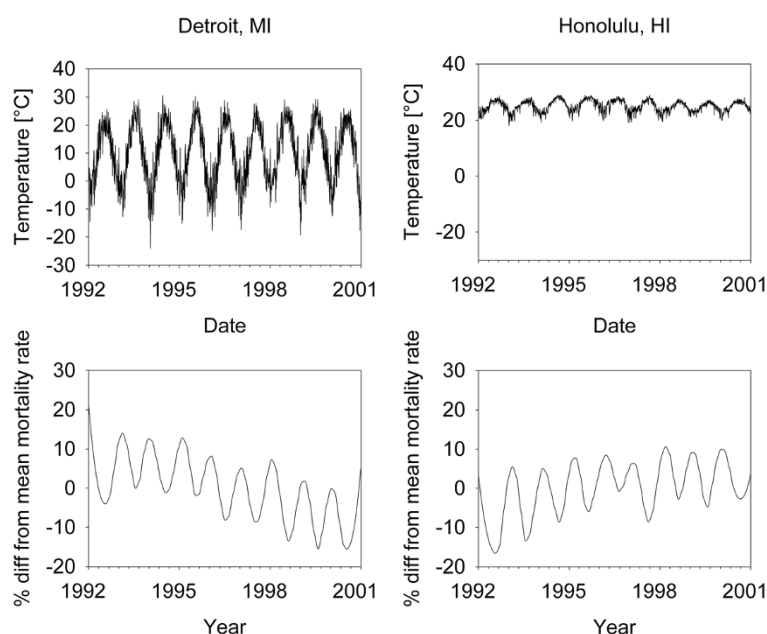 Detroit, MI
Temperature [°C]
40
30
20
10
0
-10
-20
-30
1992 1995 1998 2001
Date
Honolulu, HI
Temperature [°C]
40
20
0
-20
1992 1995 1998 2001
Date
% diff from mean mortality rate
30
20
10
0
-10
-20
1992 1995 1998 2001
Year
% diff from mean mortality rate
30
20
10
0
-10
-20
1992 1995 1998 2001
Year